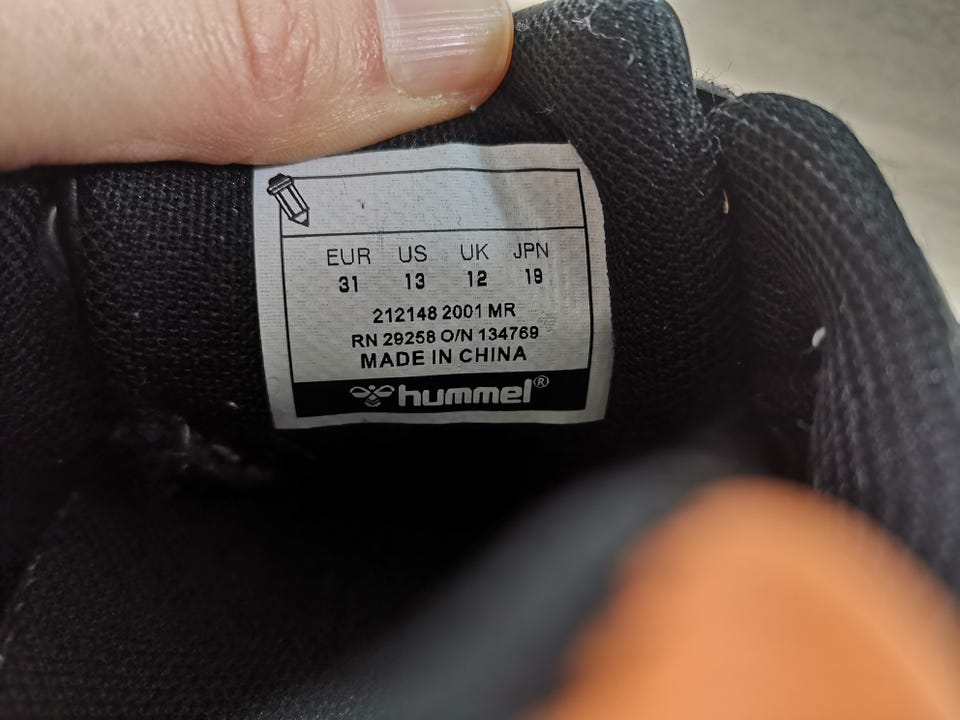 EUR US UK JPN
31 13 12 19
212148 2001 MR
RN 29258 O/N 134769
MADE IN CHINA
hummel®